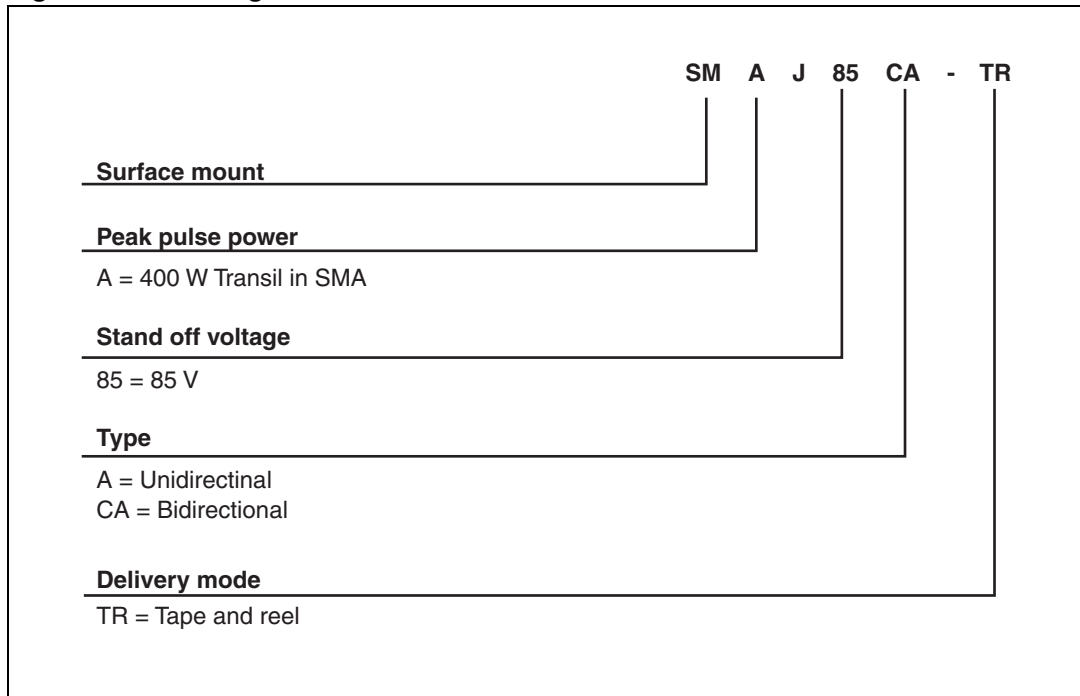 SM A J 85 CA - TR
Surface mount
Peak pulse power
A = 400 W Transil in SMA
Stand off voltage
85 = 85 V
Type
A = Unidirectinal
CA = Bidirectional
Delivery mode
TR = Tape and reel